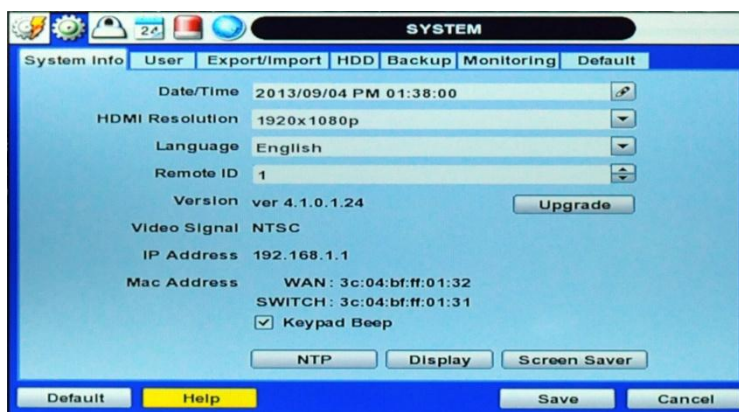 24
SYSTEM
System Info User Export/Import HDD Backup Monitoring Default
Date/Time 2013/09/04 PM 01:38:00
HDMI Resolution 1920x1080p
Language English
Remote ID 1
Version ver 4.1.0.1.24 Upgrade
Video Signal NTSC
IP Address 192.168.1.1
Mac Address WAN : 3c:04:bf:ff:01:32
SWITCH : 3c:04:bf:ff:01:31
Keypad Beep
NTP Display Screen Saver
Default Help Save Cancel